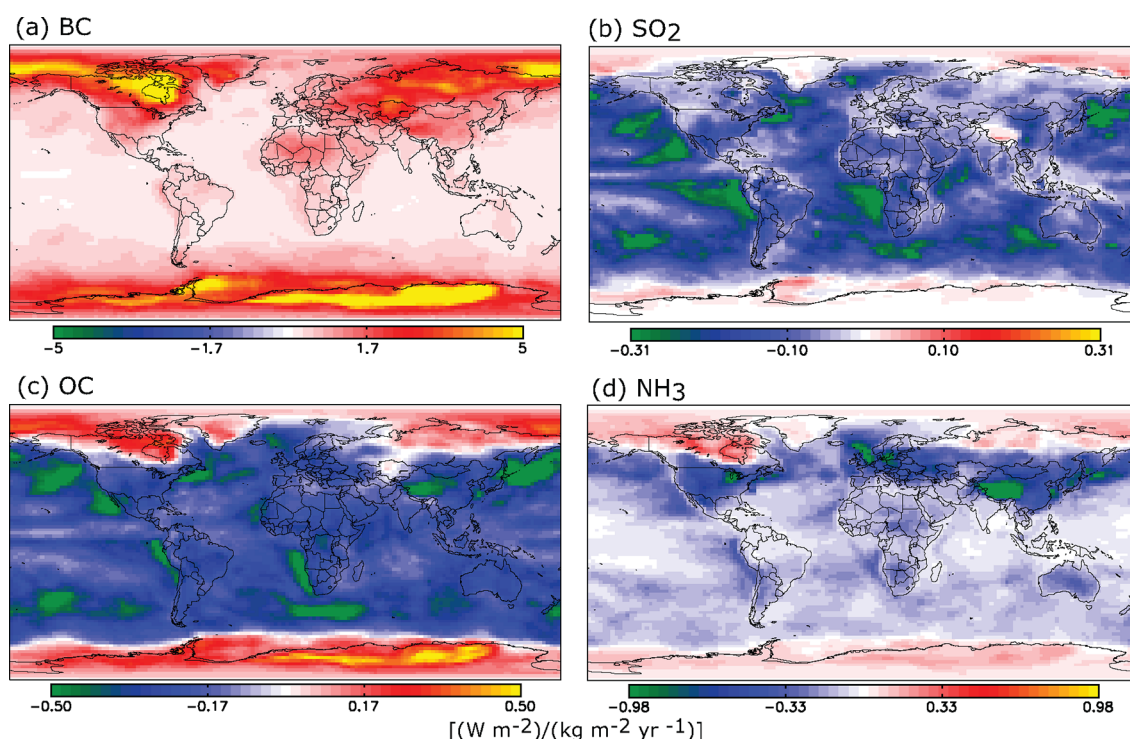 (a) BC
(b) SO2
-5 -1.7 1.7 5
-0.31 -0.10 0.10 0.31
(c) OC
(d) NH3
-0.50 -0.17 0.17 0.50
-0.98 -0.33 0.33 0.98
[(W m-2)/(kg m-2 yr -1)]